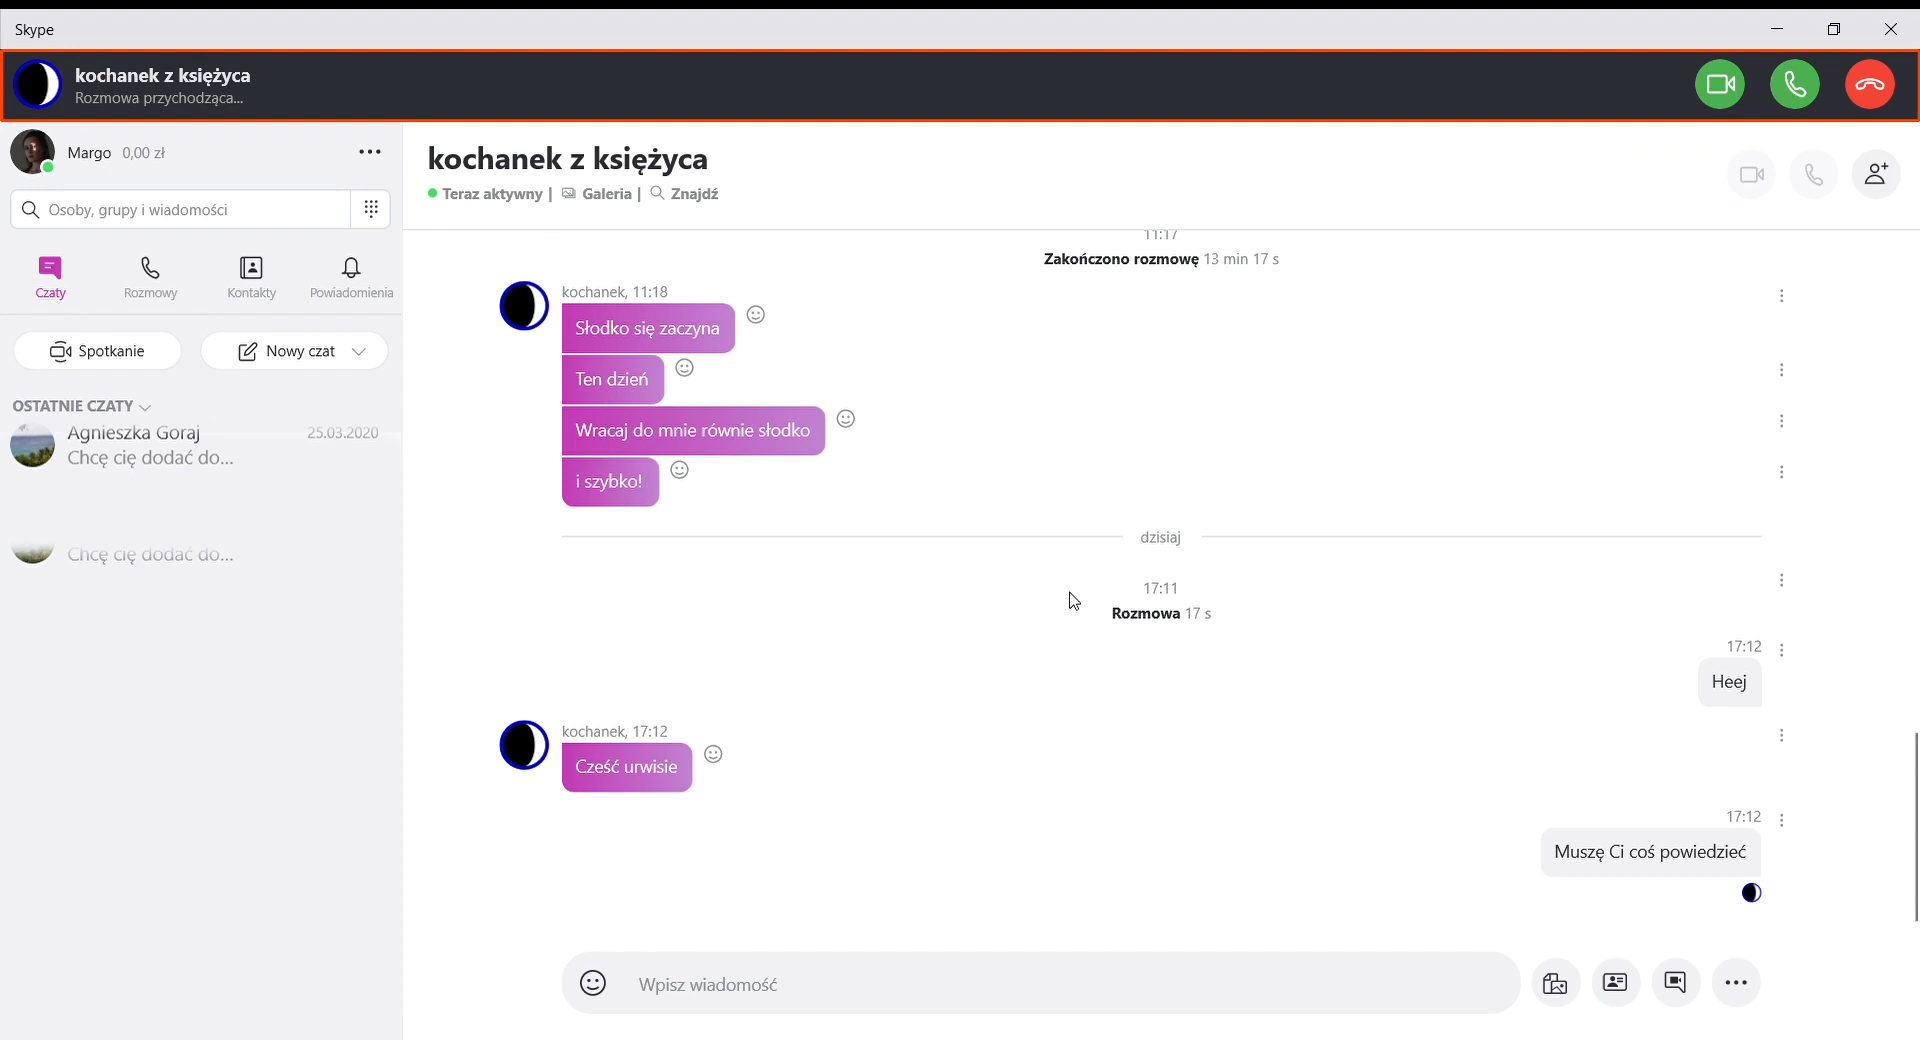 Skype
kochanek z księżyca
Rozmowa przychodząca...
Margo 0,00 zł
Osoby, grupy i wiadomości
Czaty
Rozmowy
Kontakty
Powiadomienia
Spotkanie
Nowy czat
OSTATNIE CZATY
Agnieszka Goraj 25.03.2020
Chcę cię dodać do...
Chcę cię dodać do...
kochanek z księżyca
Teraz aktywny | Galeria | Znajdź
11:17
Zakończono rozmowę 13 min 17 s
kochanek, 11:18
Słodko się zaczyna
Ten dzień
Wracaj do mnie równie słodko
i szybko!
dzisiaj
17:11
Rozmowa 17 s
17:12
Heej
kochanek, 17:12
Cześć urwisie
17:12
Muszę Ci coś powiedzieć
Wpisz wiadomość